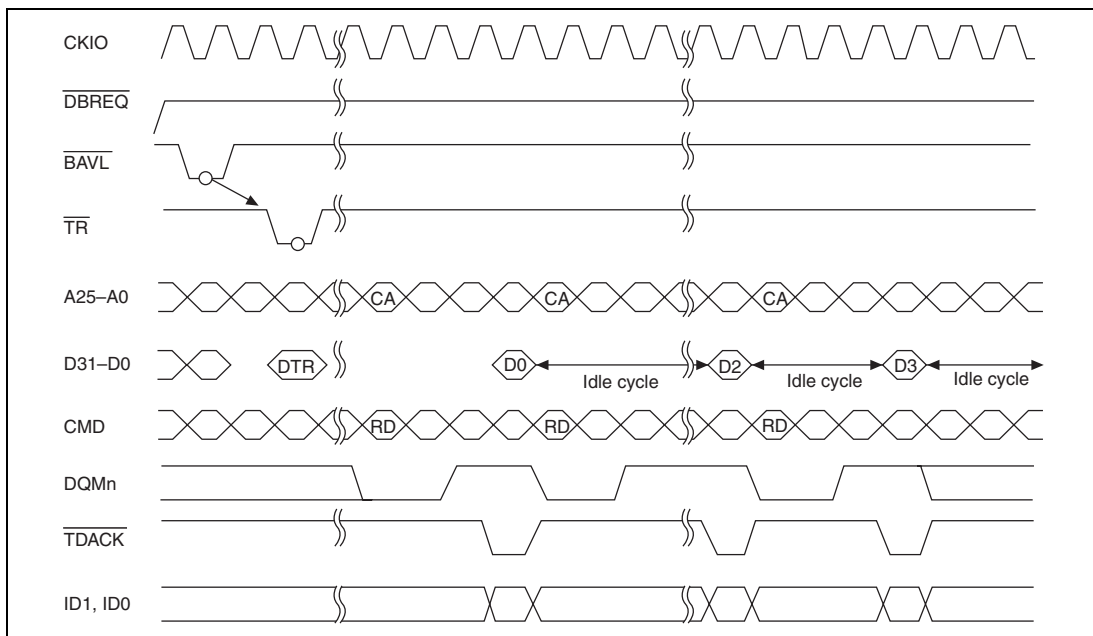 CKIO
DBREQ
BAVL
TR
A25–A0 CA CA CA
D31–D0 DTR D0 Idle cycle D2 Idle cycle D3 Idle cycle
CMD RD RD RD
DQMn
TDACK
ID1, ID0